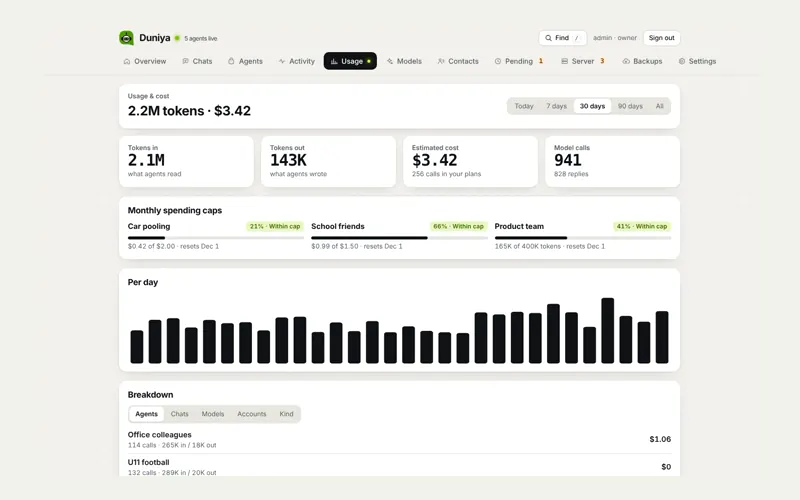 Duniya 5 agents live
Find / admin · owner Sign out
Overview Chats Agents Activity Usage Models Contacts Pending 1 Server 3 Backups Settings
Usage & cost
2.2M tokens · $3.42
Today 7 days 30 days 90 days All
Tokens in Tokens out Estimated cost Model calls
2.1M 143K $3.42 941
what agents read what agents wrote 256 calls in your plans 828 replies
Monthly spending caps
Car pooling 21% · Within cap School friends 66% · Within cap Product team 41% · Within cap
$0.42 of $2.00 · resets Dec 1 $0.99 of $1.50 · resets Dec 1 165K of 400K tokens · resets Dec 1
Per day
Breakdown
Agents Chats Models Accounts Kind
Office colleagues $1.06
114 calls · 265K in / 18K out
U11 football $0
132 calls · 289K in / 20K out